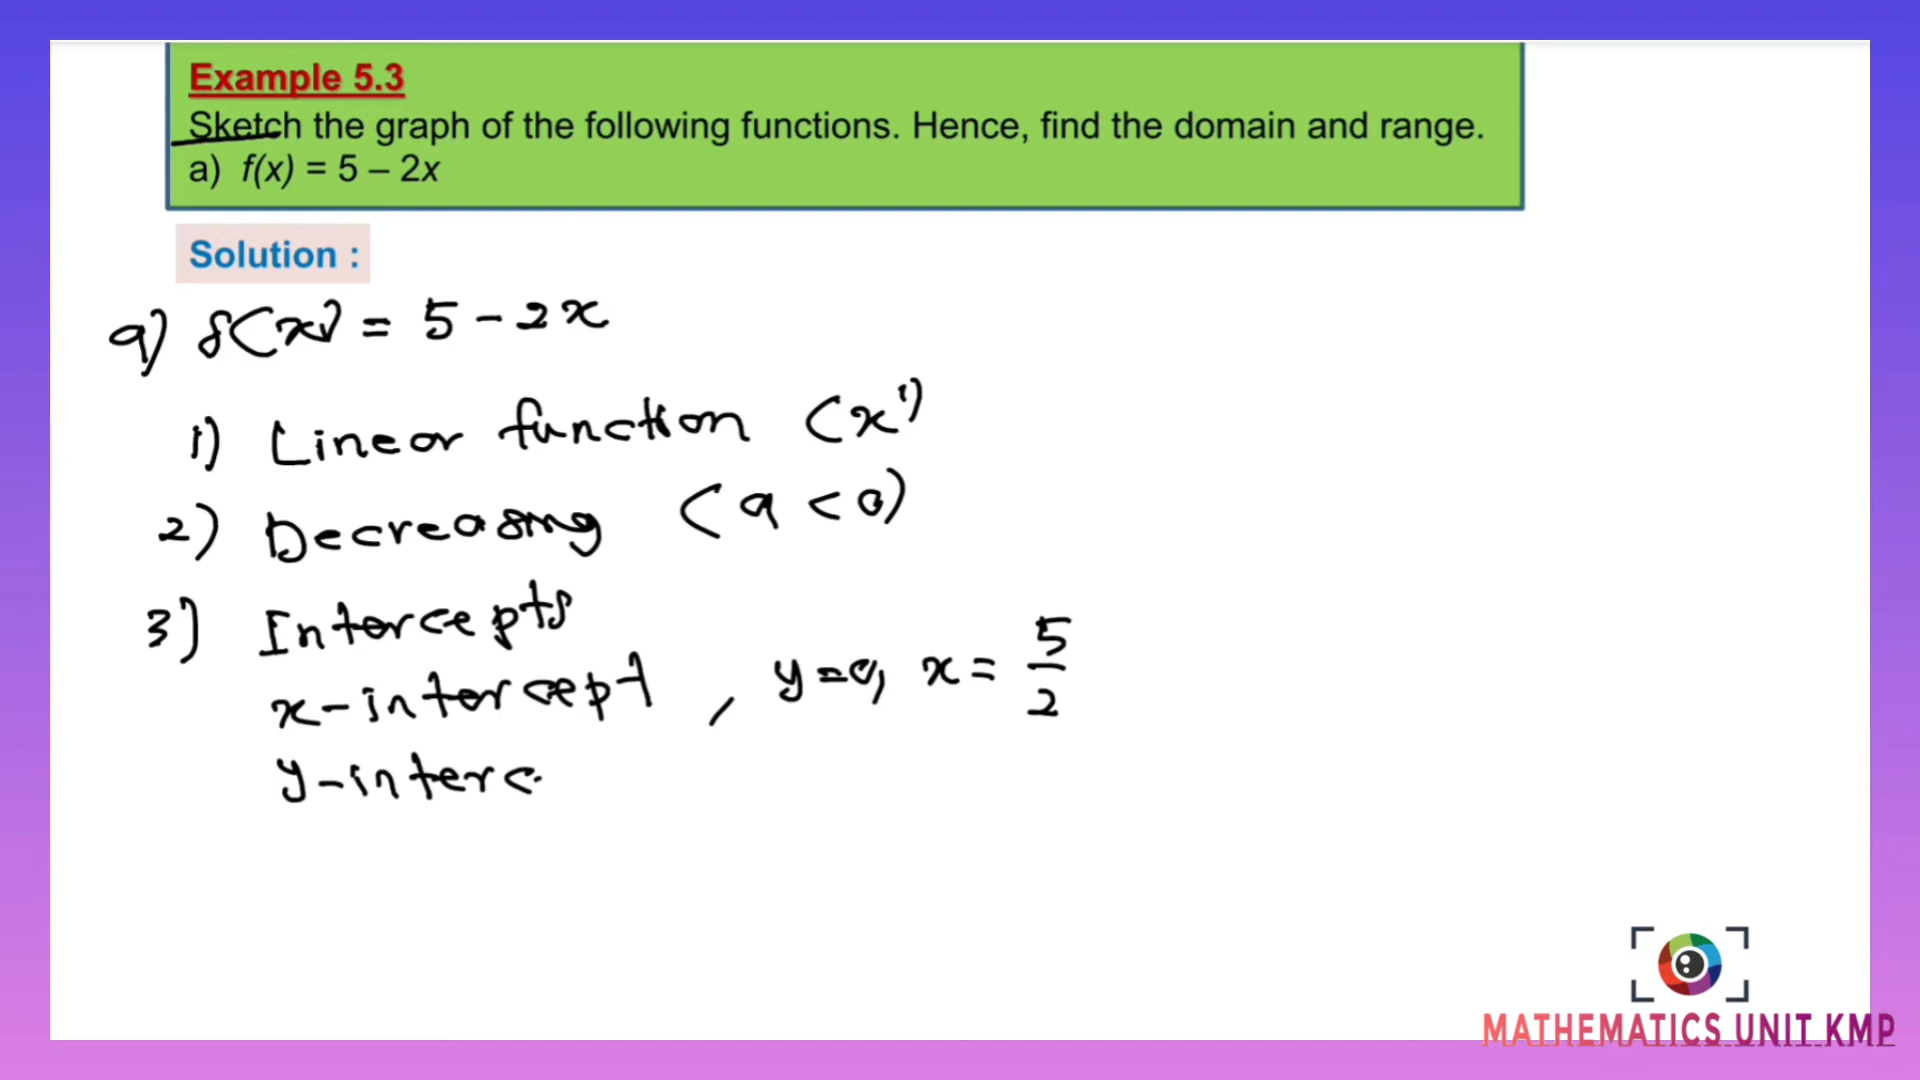 Example 5.3
Sketch the graph of the following functions. Hence, find the domain and range.
a) f(x) = 5 – 2x
Solution :
a) f(x) = 5 - 2x
1) Linear function (x¹)
2) Decreasing (a < 0)
3) Intercepts
x-intercept , y=0, x = 5/2
y-interc
MATHEMATICS UNIT KMP